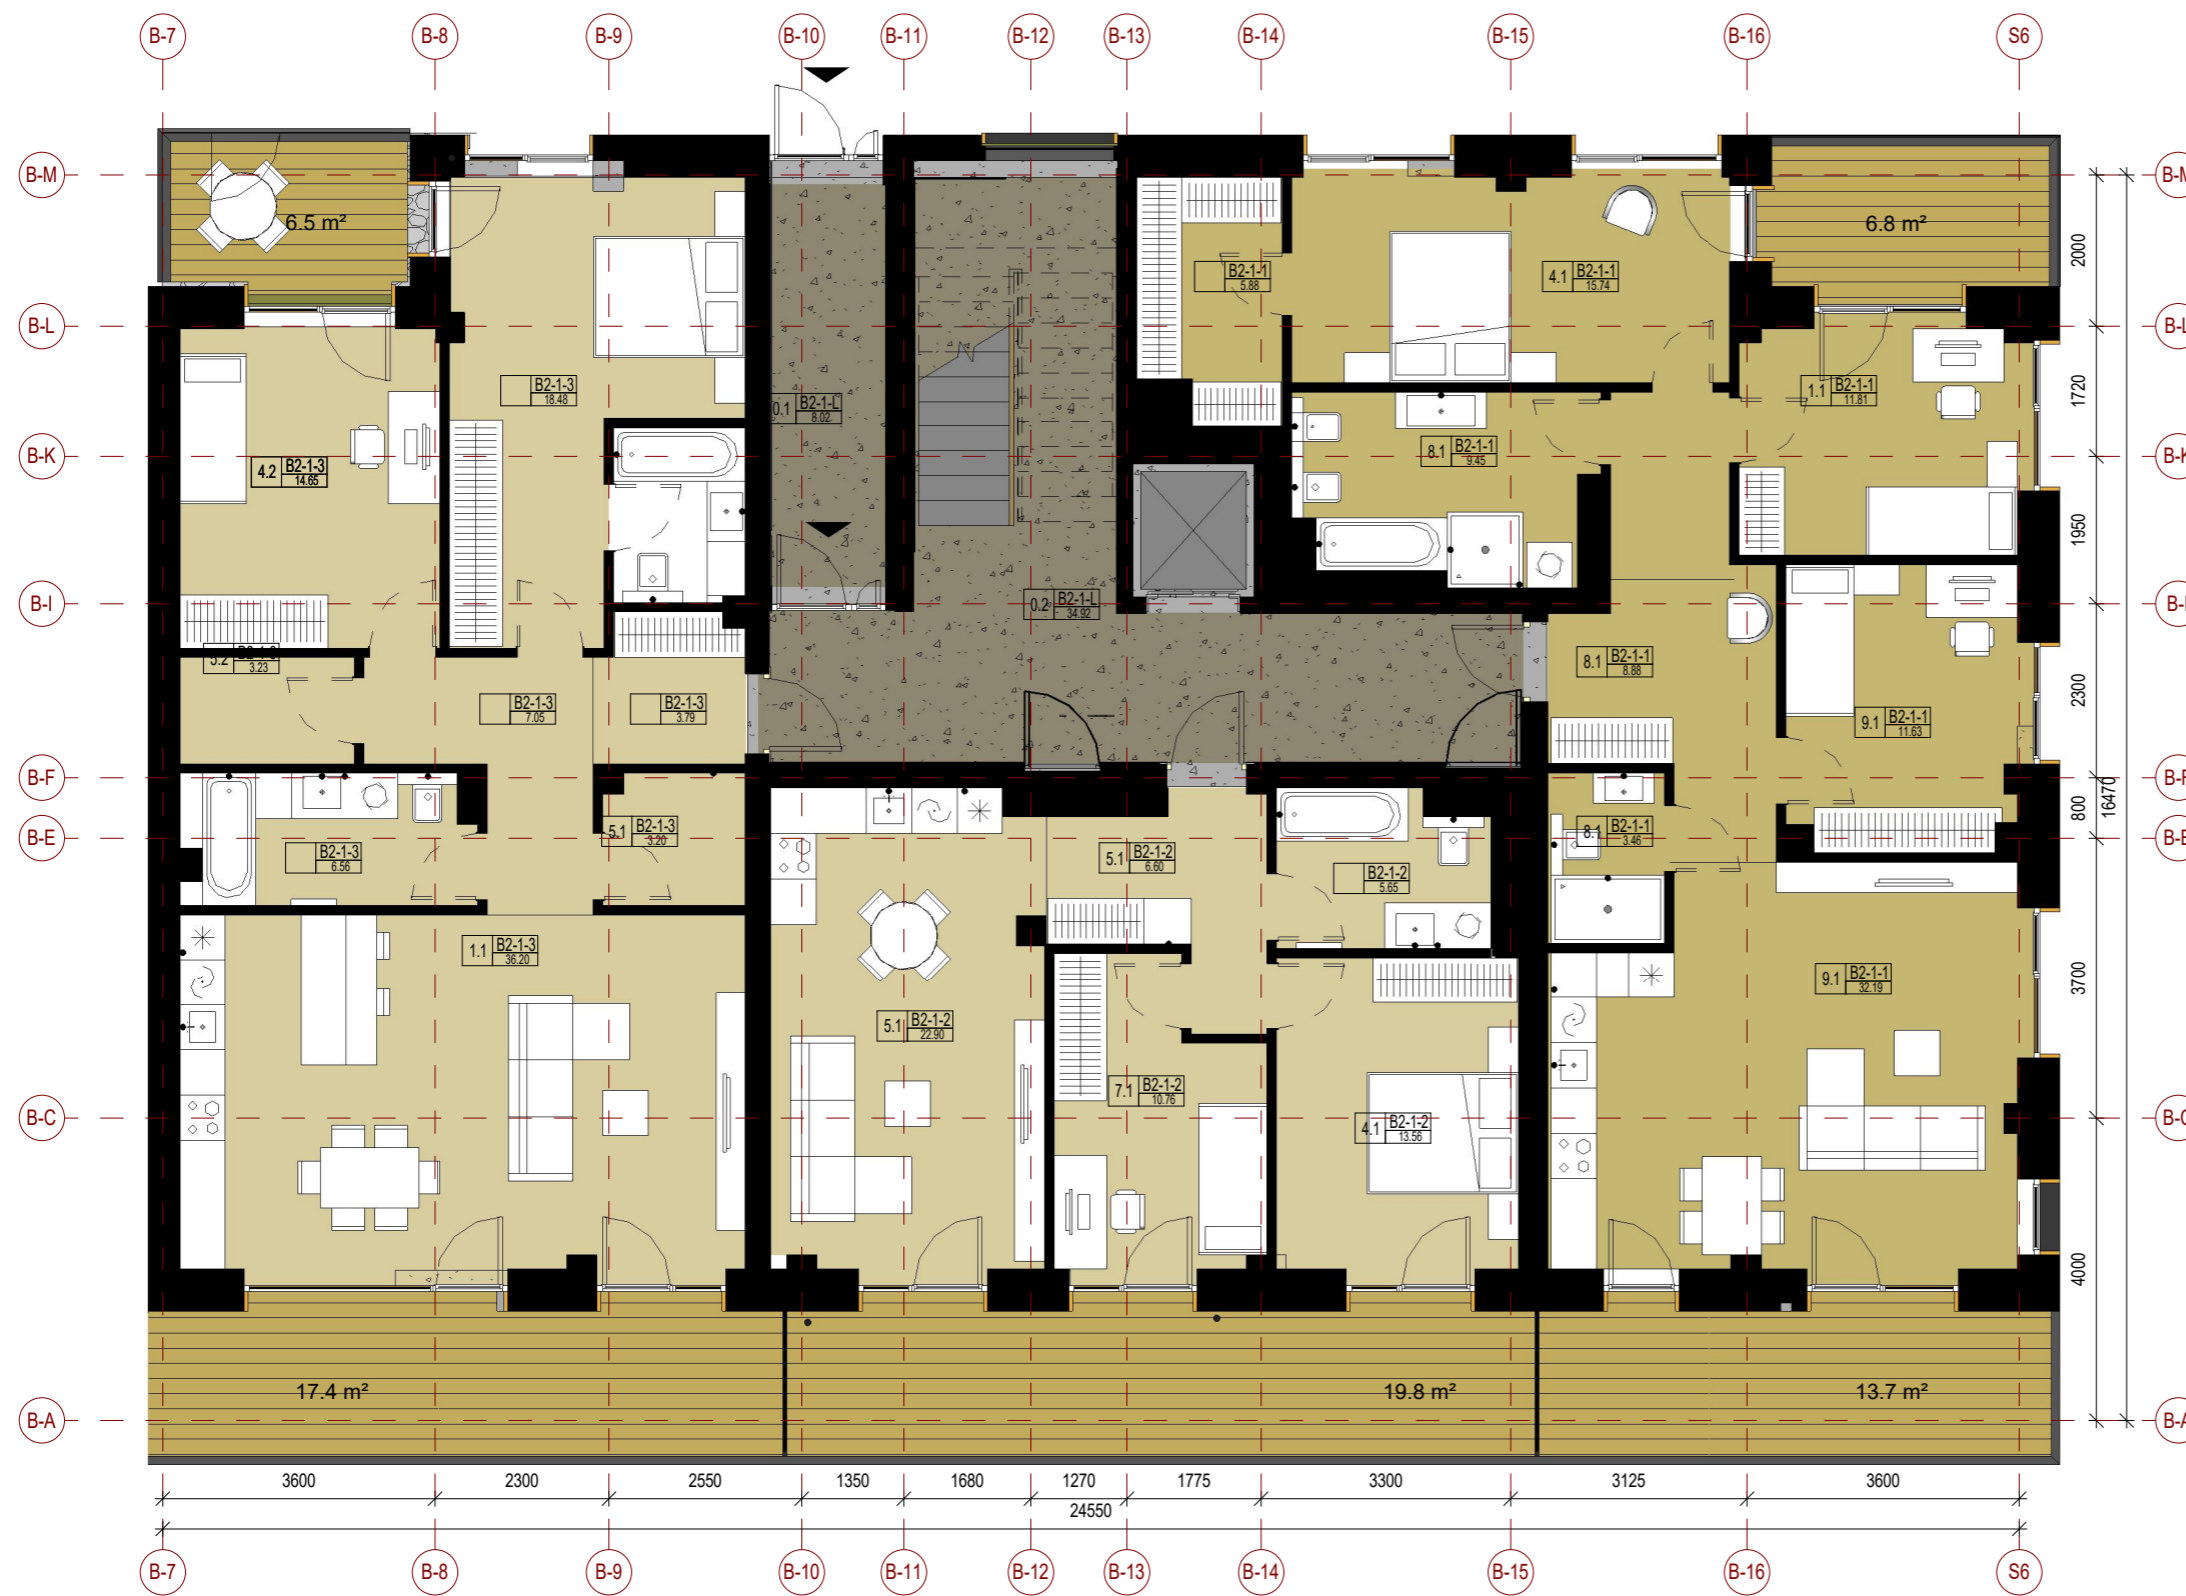 B-7 B-8 B-9 B-10 B-11 B-12 B-13 B-14 B-15 B-16 S6
B-M B-M
6.5 m² 6.8 m²
2000
B2-1-1
5.88
4.1 B2-1-1
15.74
B-L B-L
B2-1-3
18.48
0.1 B2-1-L
8.02
1.1 B2-1-1
11.81
1720
B-K B-K
4.2 B2-1-3
14.65
8.1 B2-1-1
9.45
1950
B-I B-I
0.2 B2-1-L
34.92
5.2 B2-1-3
3.23
8.1 B2-1-1
8.88
B2-1-3
7.05
B2-1-3
3.79
9.1 B2-1-1
11.63
2300
B-F B-F
800
16470
B-E B-E
B2-1-3
6.56
5.1 B2-1-3
3.20
5.1 B2-1-2
6.60
B2-1-2
5.65
8.1 B2-1-1
3.46
1.1 B2-1-3
36.20
9.1 B2-1-1
32.19
3700
5.1 B2-1-2
22.90
7.1 B2-1-2
10.76
4.1 B2-1-2
13.56
B-C B-C
4000
17.4 m² 19.8 m² 13.7 m²
B-A B-A
3600 2300 2550 1350 1680 1270 1775 3300 3125 3600
24550
B-7 B-8 B-9 B-10 B-11 B-12 B-13 B-14 B-15 B-16 S6